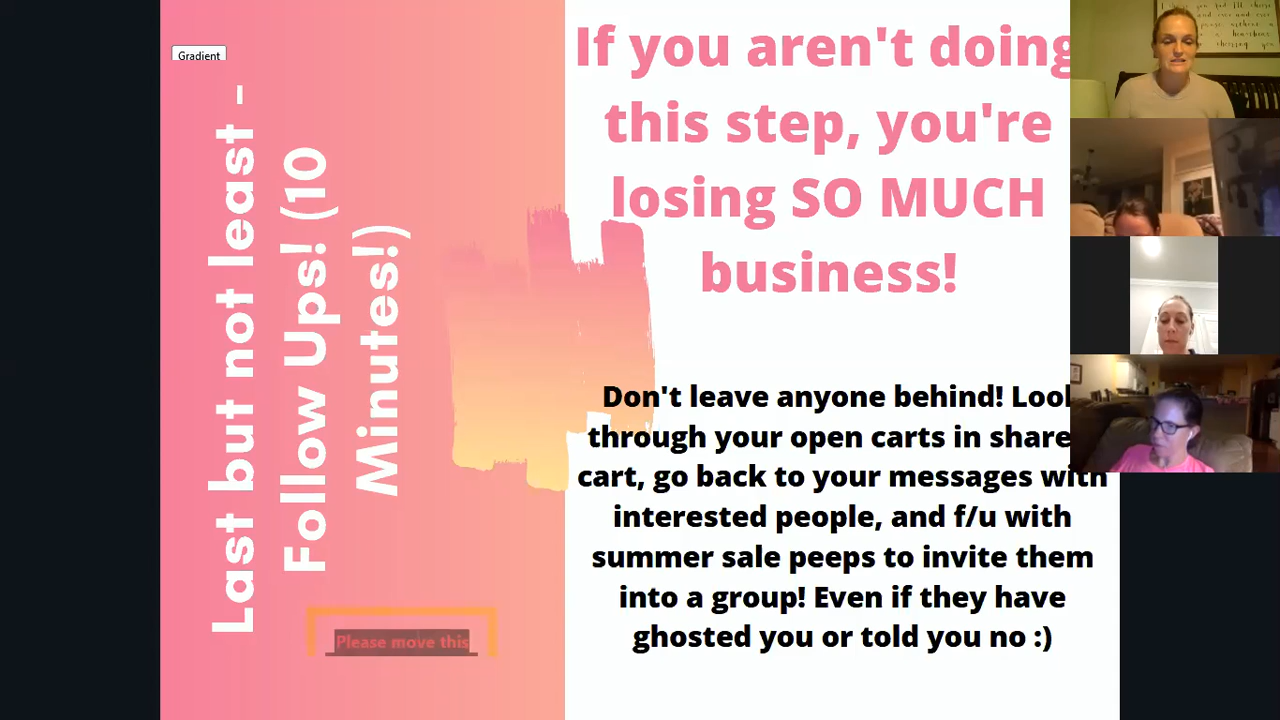 Gradient
Last but not least –
Follow Ups! (10
Minutes!)
Please move this
If you aren't doing
this step, you're
losing SO MUCH
business!
Don't leave anyone behind! Look
through your open carts in share
cart, go back to your messages with
interested people, and f/u with
summer sale peeps to invite them
into a group! Even if they have
ghosted you or told you no :)